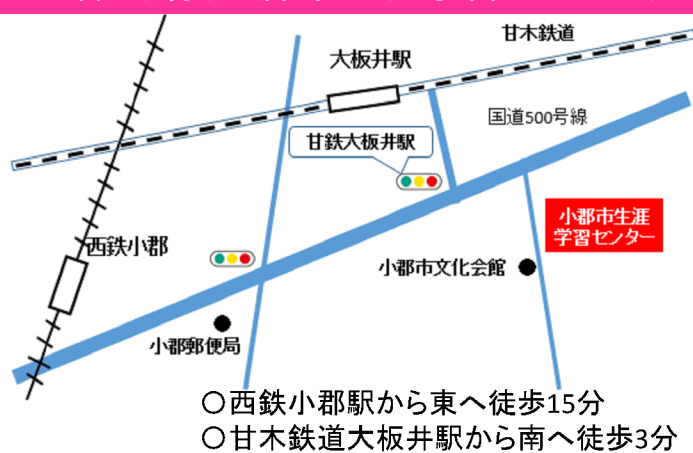 甘木鉄道
大板井駅
国道500号線
甘鉄大板井駅
小郡市生涯
学習センター
西鉄小郡
小郡市文化会館
小郡郵便局
○西鉄小郡駅から東へ徒歩15分
○甘木鉄道大板井駅から南へ徒歩3分